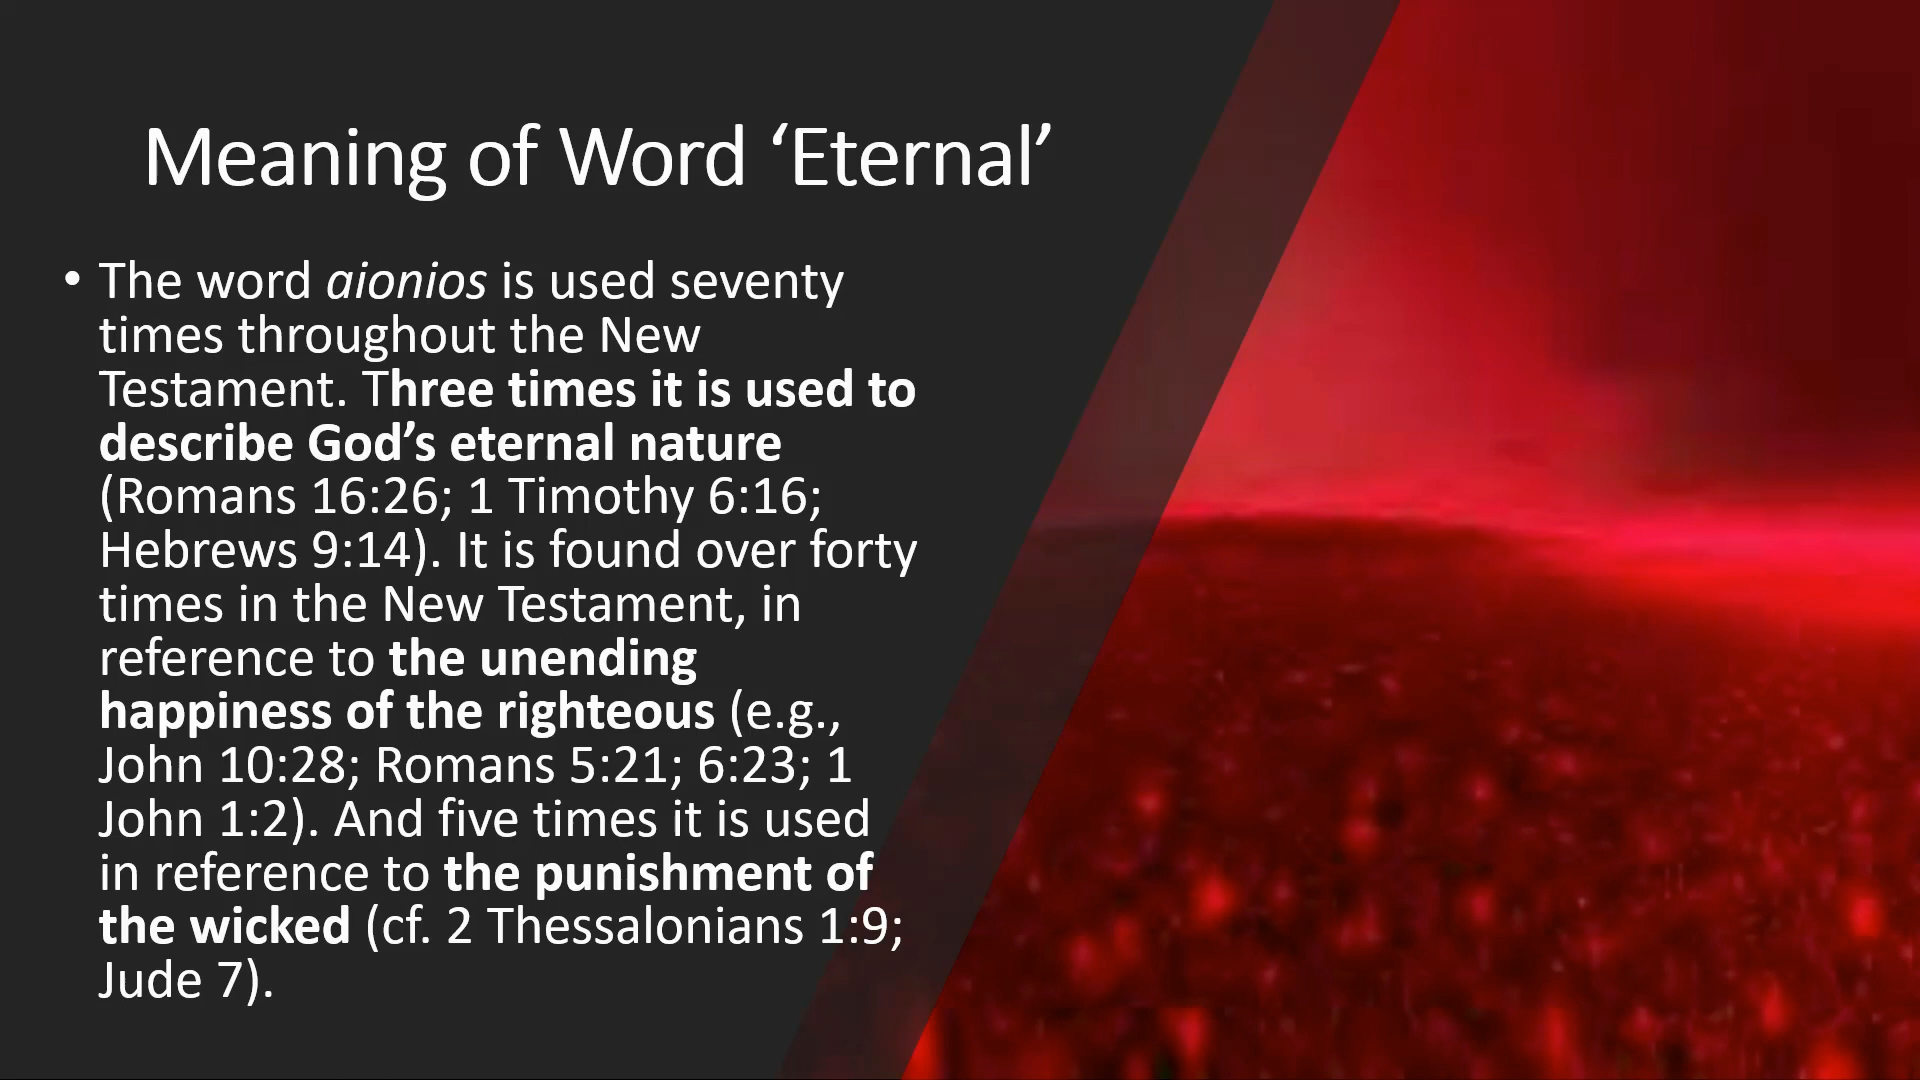 Meaning of Word ‘Eternal’
• The word aionios is used seventy
times throughout the New
Testament. Three times it is used to
describe God’s eternal nature
(Romans 16:26; 1 Timothy 6:16;
Hebrews 9:14). It is found over forty
times in the New Testament, in
reference to the unending
happiness of the righteous (e.g.,
John 10:28; Romans 5:21; 6:23; 1
John 1:2). And five times it is used
in reference to the punishment of
the wicked (cf. 2 Thessalonians 1:9;
Jude 7).